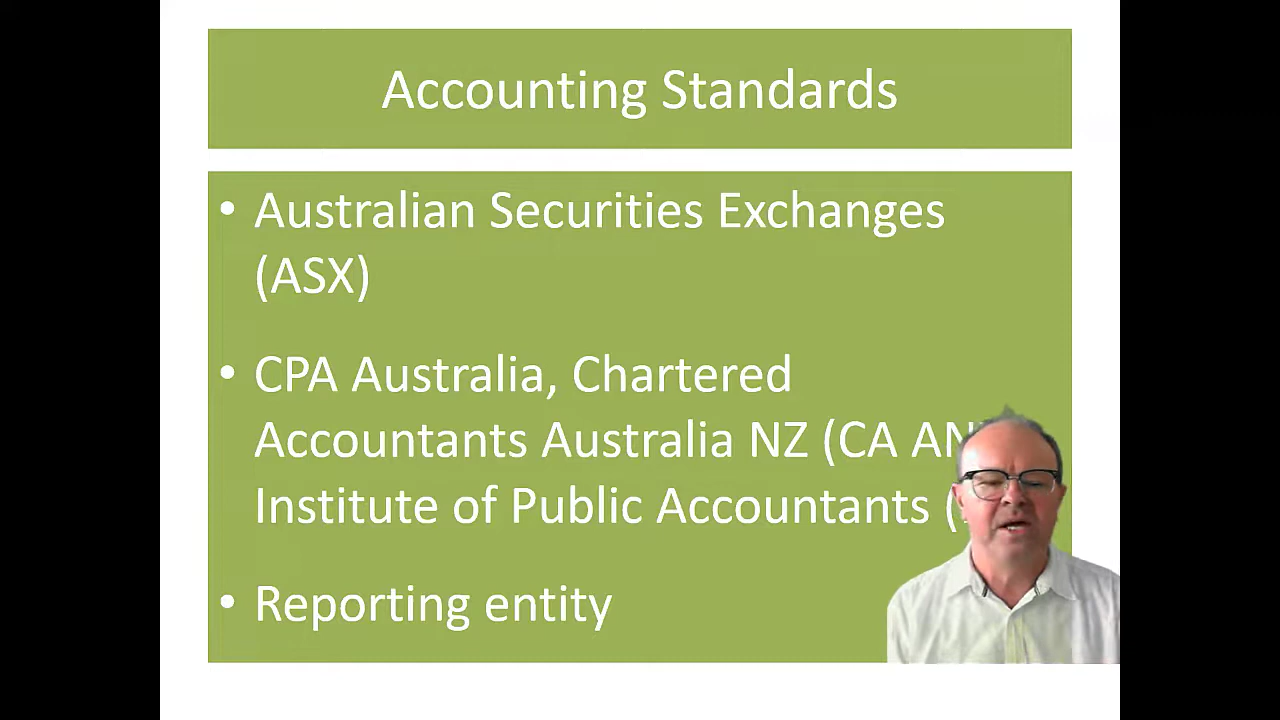 Accounting Standards
• Australian Securities Exchanges
(ASX)
• CPA Australia, Chartered
Accountants Australia NZ (CA
Institute of Public Accountants
• Reporting entity